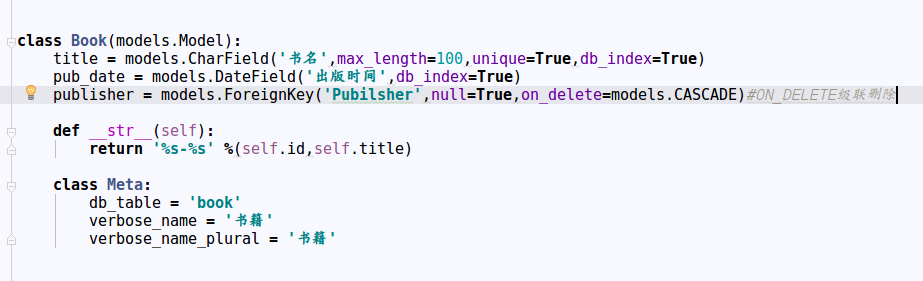 class Book(models.Model):
title = models.CharField('书名',max_length=100,unique=True,db_index=True)
pub_date = models.DateField('出版时间',db_index=True)
publisher = models.ForeignKey('Pubilsher',null=True,on_delete=models.CASCADE)#ON_DELETE级联删除
def __str__(self):
return '%s-%s' %(self.id,self.title)
class Meta:
db_table = 'book'
verbose_name = '书籍'
verbose_name_plural = '书籍'